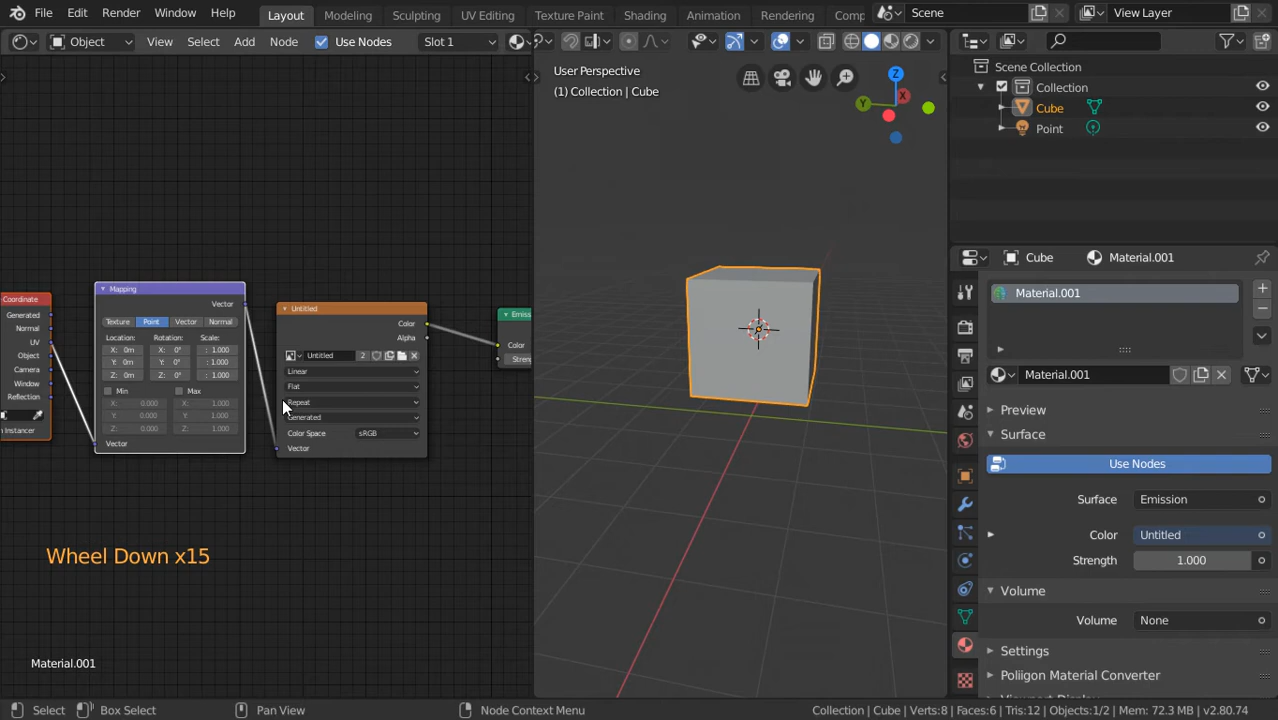 File Edit Render Window Help Layout Modeling Sculpting UV Editing Texture Paint Shading Animation Rendering Comp Scene View Layer
Object View Select Add Node Use Nodes Slot 1
User Perspective
(1) Collection | Cube
Z
X
Y
Scene Collection
Collection
Cube
Point
Coordinate
Generated
Normal
UV
Object
Camera
Window
Reflection
m Instancer
Mapping
Vector
Texture Point Vector Normal
Location: Rotation: Scale:
X: 0m X: 0° : 1.000
Y: 0m Y: 0° : 1.000
Z: 0m Z: 0° : 1.000
Min Max
X: 0.000 X: 1.000
Y: 0.000 Y: 1.000
Z: 0.000 Z: 1.000
Vector
Untitled
Color
Alpha
Untitled 2
Linear
Flat
Repeat
Generated
Color Space sRGB
Vector
Emiss
Color
Streng
Cube Material.001
Material.001
Material.001
Preview
Surface
Use Nodes
Surface Emission
Color Untitled
Strength 1.000
Volume
Volume None
Settings
Poliigon Material Converter
Viewport Display
Wheel Down x15
Material.001
Select Box Select Pan View Node Context Menu Collection | Cube | Verts:8 | Faces:6 | Tris:12 | Objects:1/2 | Mem: 72.3 MB | v2.80.74